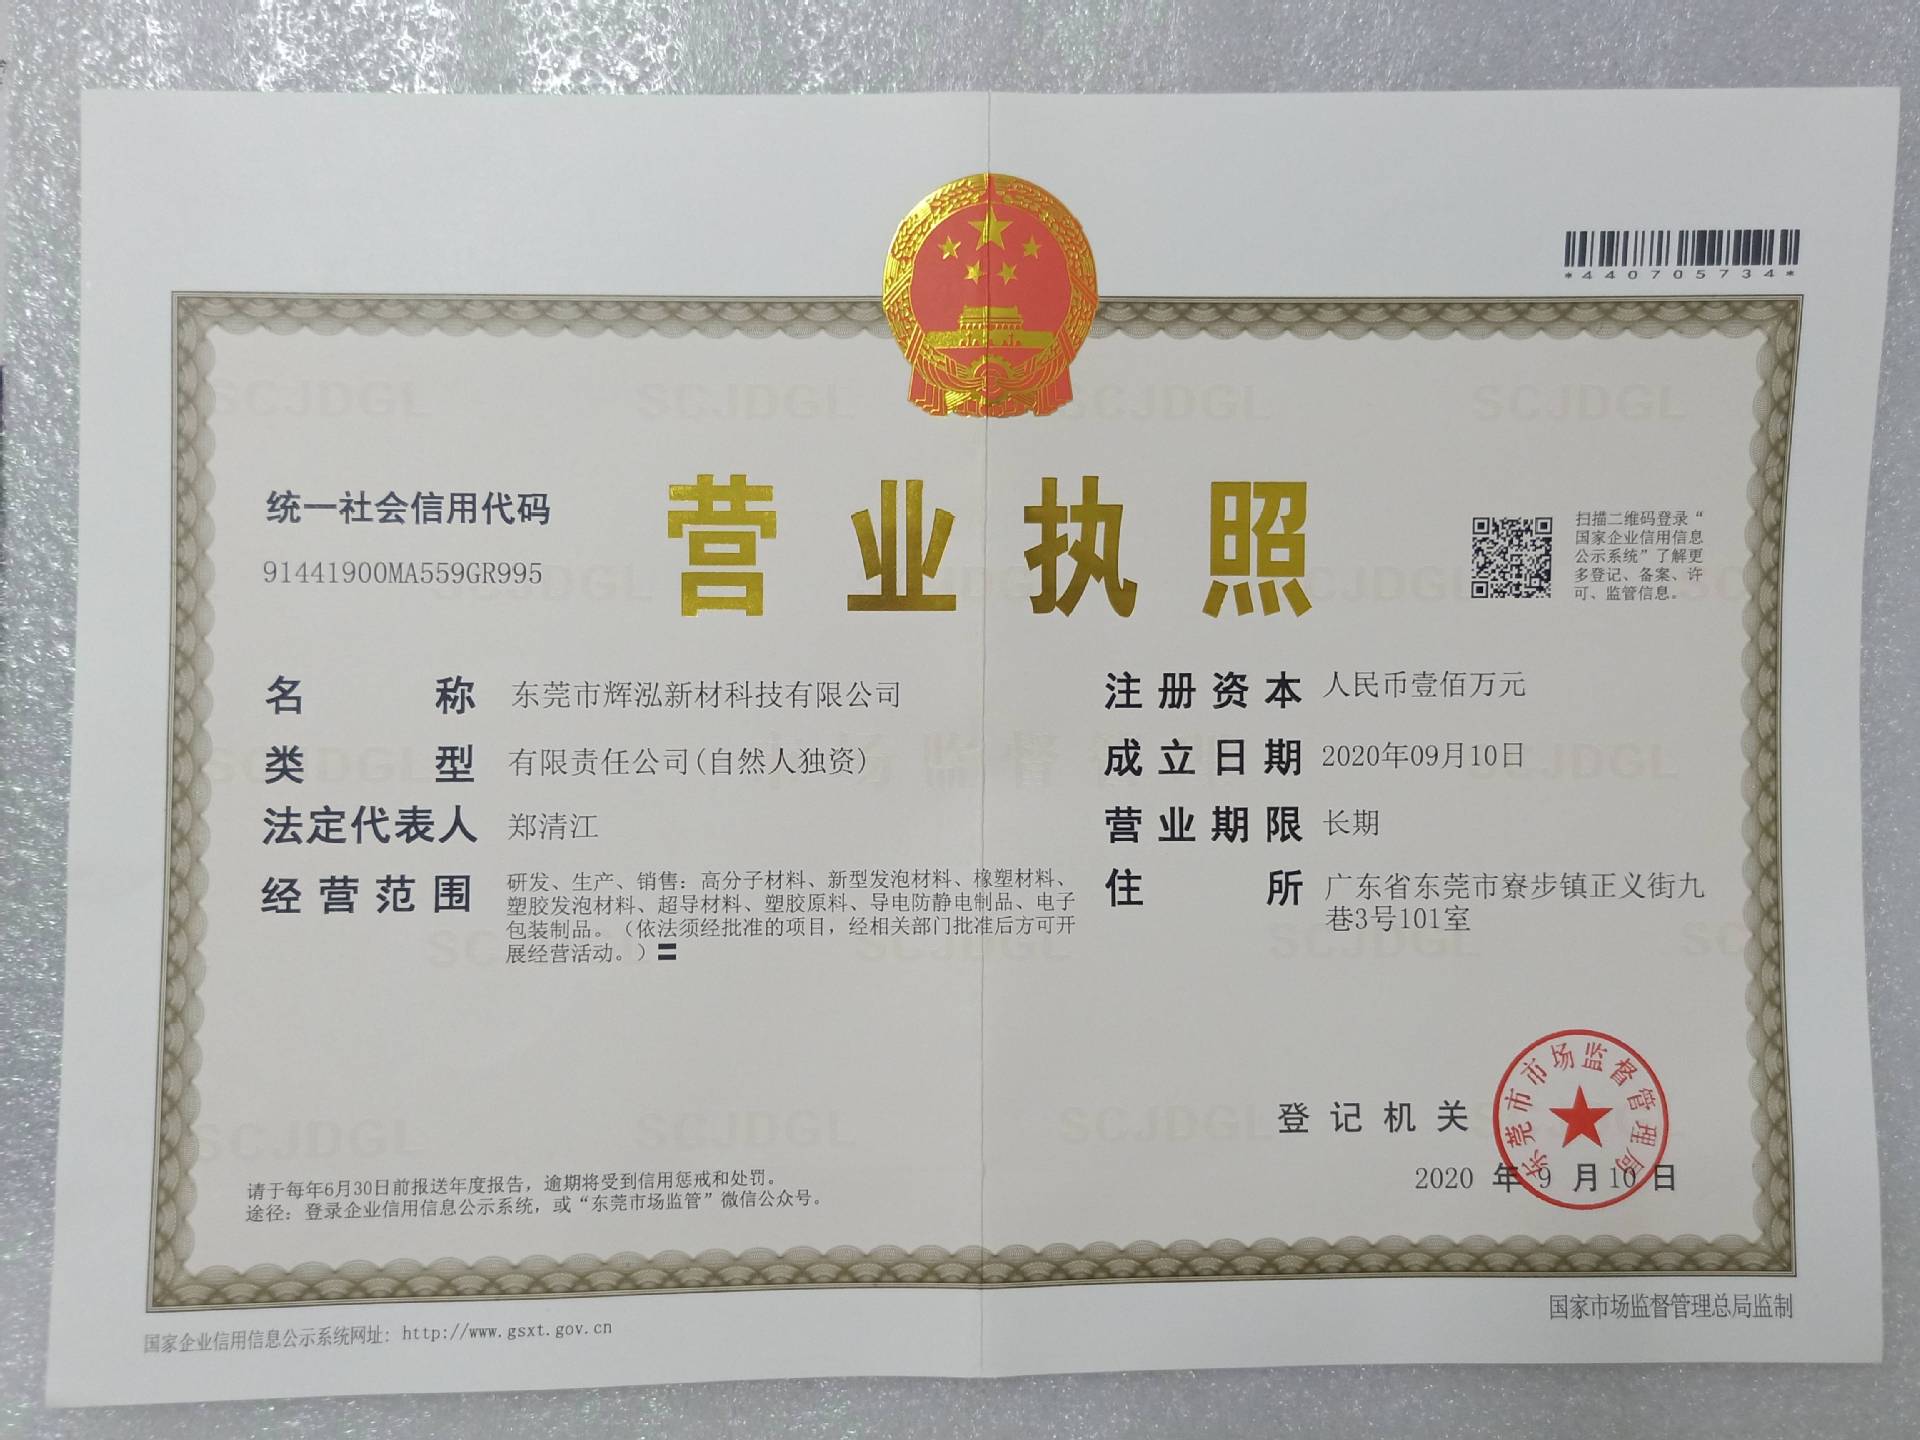 *440705734*
营业执照
统一社会信用代码
91441900MA559GR995
扫描二维码登录“
国家企业信用信息
公示系统”了解更
多登记、备案、许
可、监管信息。
名称 东莞市辉泓新材科技有限公司
类型 有限责任公司(自然人独资)
法定代表人 郑清江
经营范围 研发、生产、销售：高分子材料、新型发泡材料、橡塑材料、
塑胶发泡材料、超导材料、塑胶原料、导电防静电制品、电子
包装制品。（依法须经批准的项目，经相关部门批准后方可开
展经营活动。）〓
注册资本 人民币壹佰万元
成立日期 2020年09月10日
营业期限 长期
住所 广东省东莞市寮步镇正义街九
巷3号101室
登记机关
东莞市市场监督管理局
2020 年 9 月 10 日
请于每年6月30日前报送年度报告，逾期将受到信用惩戒和处罚。
途径：登录企业信用信息公示系统，或“东莞市场监管”微信公众号。
国家企业信用信息公示系统网址：http://www.gsxt.gov.cn
国家市场监督管理总局监制
SCJDGL